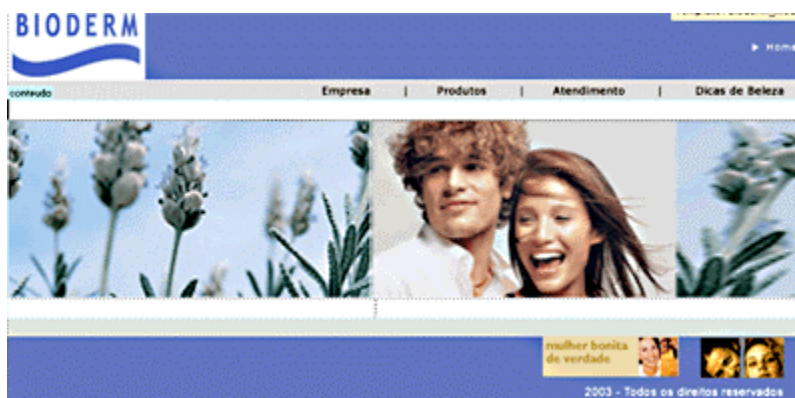 BIODERM
Home
conteudo
Empresa | Produtos | Atendimento | Dicas de Beleza
mulher bonita
de verdade
2003 - Todos os direitos reservados